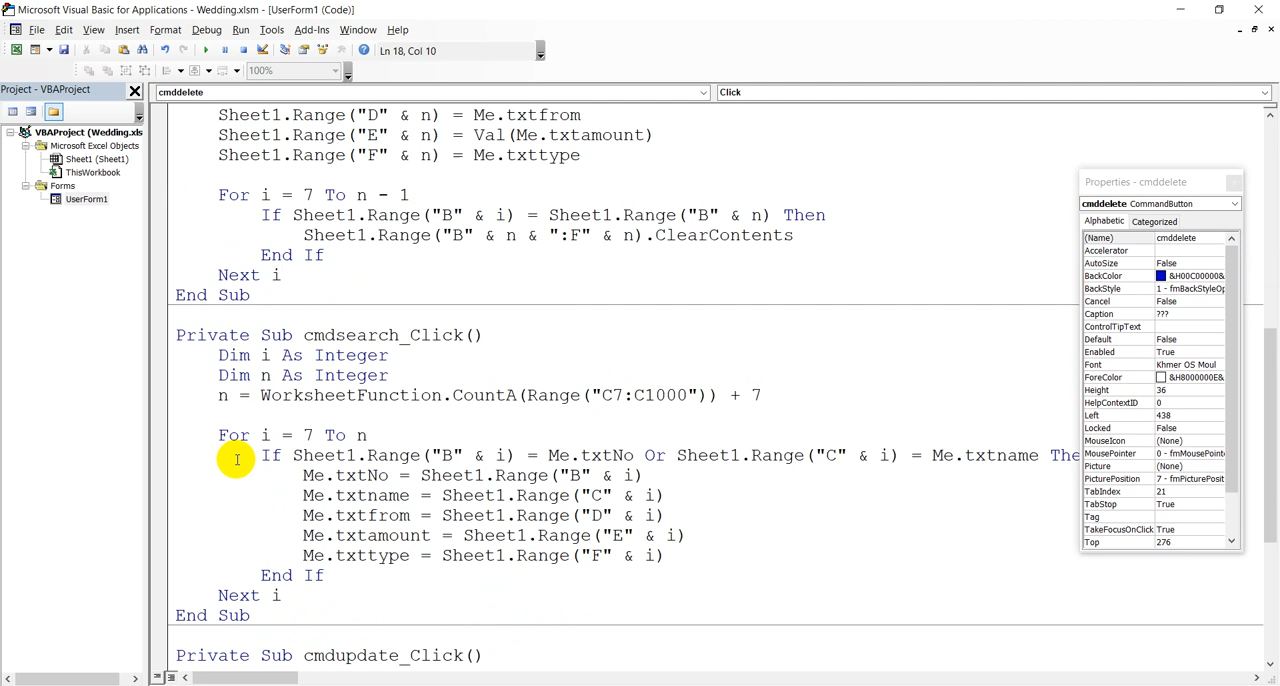 Microsoft Visual Basic for Applications - Wedding.xlsm - [UserForm1 (Code)]
File Edit View Insert Format Debug Run Tools Add-Ins Window Help
Ln 18, Col 10
100%
Project - VBAProject
cmddelete
Click
VBAProject (Wedding.xls
Microsoft Excel Objects
Sheet1 (Sheet1)
ThisWorkbook
Forms
UserForm1
Sheet1.Range("D" & n) = Me.txtfrom
Sheet1.Range("E" & n) = Val(Me.txtamount)
Sheet1.Range("F" & n) = Me.txttype
For i = 7 To n - 1
If Sheet1.Range("B" & i) = Sheet1.Range("B" & n) Then
Sheet1.Range("B" & n & ":F" & n).ClearContents
End If
Next i
End Sub
Private Sub cmdsearch_Click()
Dim i As Integer
Dim n As Integer
n = WorksheetFunction.CountA(Range("C7:C1000")) + 7
For i = 7 To n
If Sheet1.Range("B" & i) = Me.txtNo Or Sheet1.Range("C" & i) = Me.txtname The
Me.txtNo = Sheet1.Range("B" & i)
Me.txtname = Sheet1.Range("C" & i)
Me.txtfrom = Sheet1.Range("D" & i)
Me.txtamount = Sheet1.Range("E" & i)
Me.txttype = Sheet1.Range("F" & i)
End If
Next i
End Sub
Private Sub cmdupdate_Click()
Properties - cmddelete
cmddelete CommandButton
Alphabetic Categorized
(Name) cmddelete
Accelerator
AutoSize False
BackColor &H00C00000&
BackStyle 1 - fmBackStyleOp
Cancel False
Caption ???
ControlTipText
Default False
Enabled True
Font Khmer OS Moul
ForeColor &H8000000E&
Height 36
HelpContextID 0
Left 438
Locked False
MouseIcon (None)
MousePointer 0 - fmMousePoint
Picture (None)
PicturePosition 7 - fmPicturePosit
TabIndex 21
TabStop True
Tag
TakeFocusOnClick True
Top 276